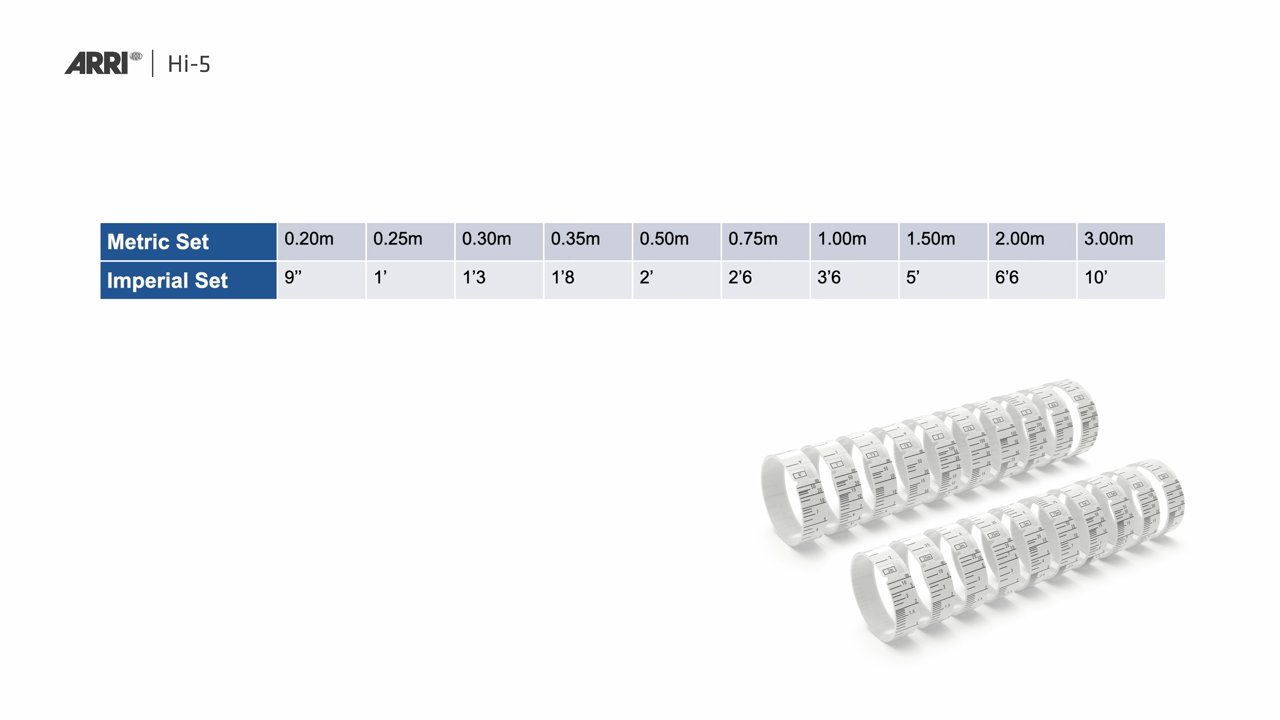 ARRI | Hi-5
Metric Set 0.20m 0.25m 0.30m 0.35m 0.50m 0.75m 1.00m 1.50m 2.00m 3.00m
Imperial Set 9’’ 1’ 1’3 1’8 2’ 2’6 3’6 5’ 6’6 10’